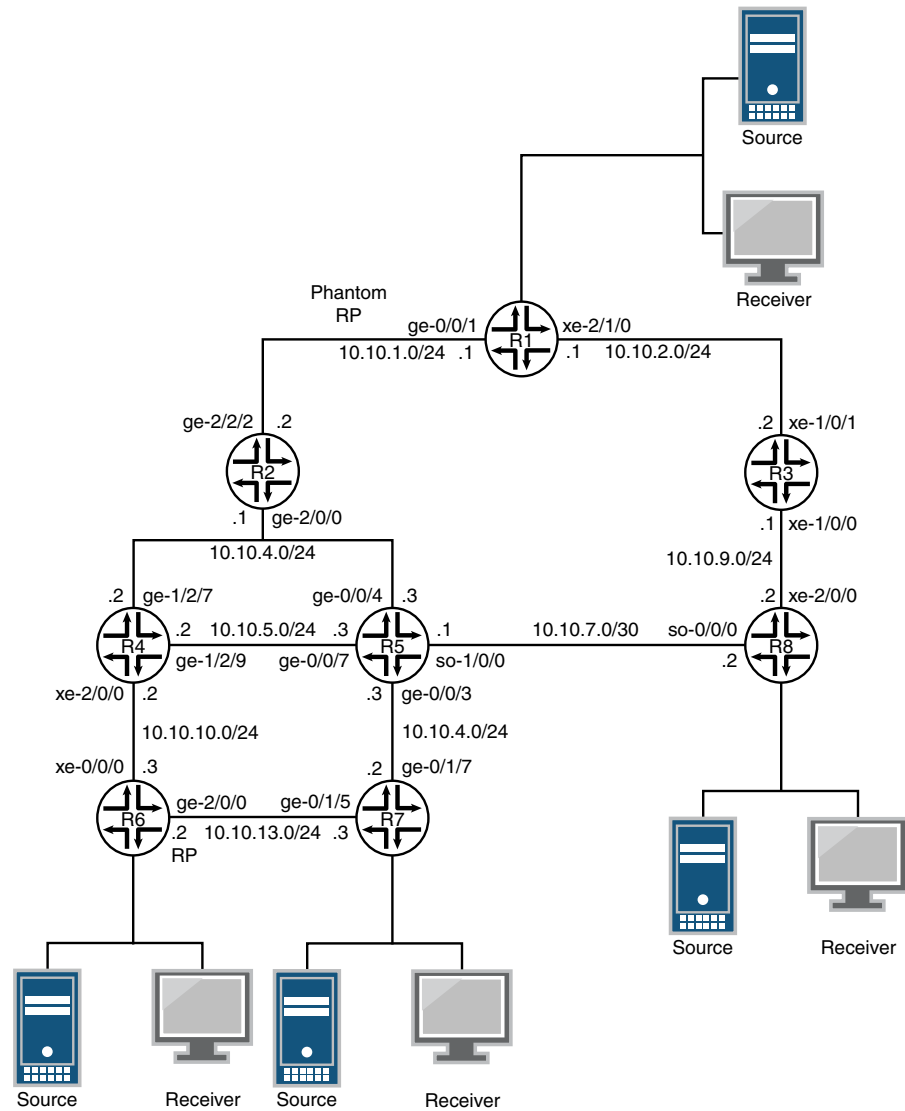 Source
Receiver
Phantom
RP
ge-0/0/1
R1
xe-2/1/0
10.10.1.0/24
.1
.1
10.10.2.0/24
ge-2/2/2
.2
.2
xe-1/0/1
R2
R3
.1
ge-2/0/0
.1
xe-1/0/0
10.10.4.0/24
10.10.9.0/24
.2
ge-1/2/7
ge-0/0/4
.3
.2
xe-2/0/0
R4
.2
10.10.5.0/24
.3
R5
.1
10.10.7.0/30
so-0/0/0
R8
ge-1/2/9
ge-0/0/7
so-1/0/0
.2
xe-2/0/0
.2
.3
ge-0/0/3
10.10.10.0/24
10.10.4.0/24
xe-0/0/0
.3
.2
ge-0/1/7
R6
ge-2/0/0
ge-0/1/5
R7
.2
10.10.13.0/24
.3
RP
Source
Receiver
Source
Receiver
Source
Receiver